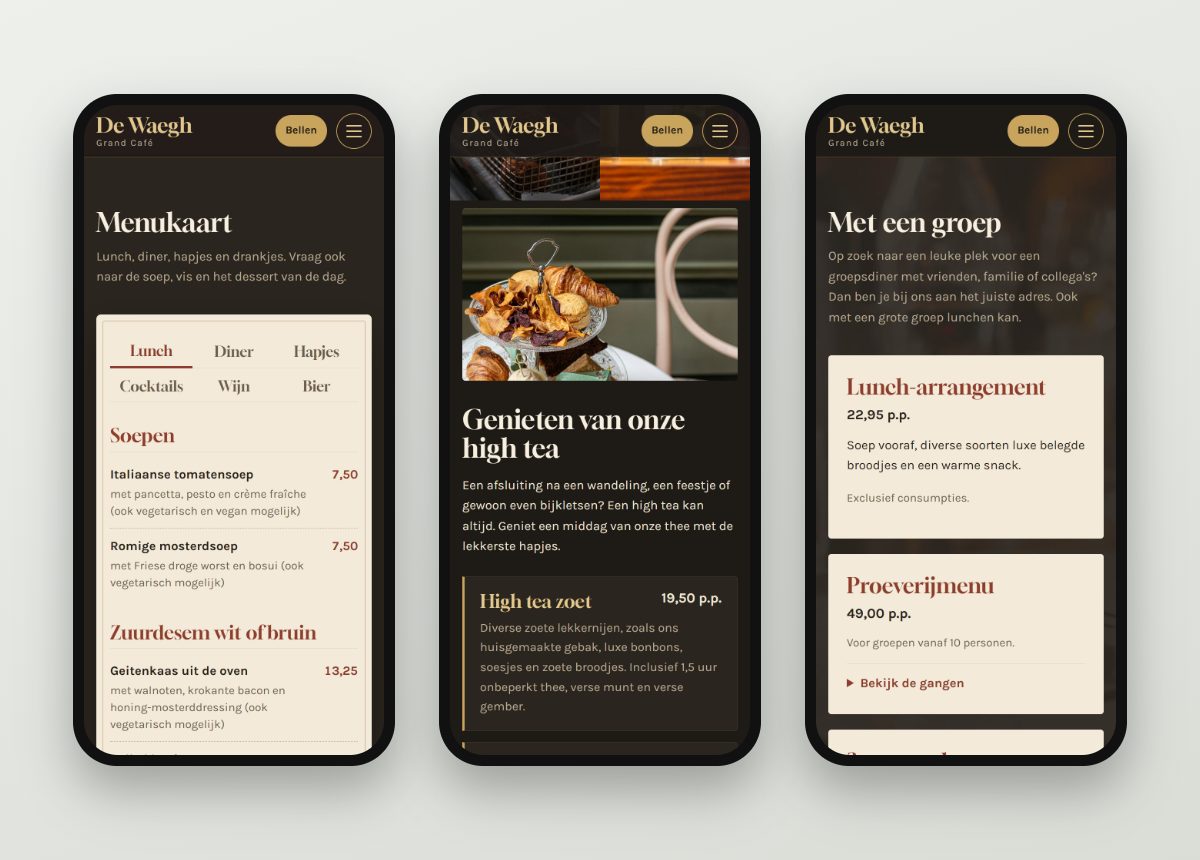 De Waegh
Grand Café
Bellen
Menukaart
Lunch, diner, hapjes en drankjes. Vraag ook
naar de soep, vis en het dessert van de dag.
Lunch
Diner
Hapjes
Cocktails
Wijn
Bier
Soepen
Italiaanse tomatensoep 7,50
met pancetta, pesto en crème fraîche
(ook vegetarisch en vegan mogelijk)
Romige mosterdsoep 7,50
met Friese droge worst en bosui (ook
vegetarisch mogelijk)
Zuurdesem wit of bruin
Geitenkaas uit de oven 13,25
met walnoten, krokante bacon en
honing-mosterddressing (ook
vegetarisch mogelijk)
De Waegh
Grand Café
Bellen
Genieten van onze
high tea
Een afsluiting na een wandeling, een feestje of
gewoon even bijkletsen? Een high tea kan
altijd. Geniet een middag van onze thee met de
lekkerste hapjes.
High tea zoet 19,50 p.p.
Diverse zoete lekkernijen, zoals ons
huisgemaakte gebak, luxe bonbons,
soesjes en zoete broodjes. Inclusief 1,5 uur
onbeperkt thee, verse munt en verse
gember.
De Waegh
Grand Café
Bellen
Met een groep
Op zoek naar een leuke plek voor een
groepsdiner met vrienden, familie of collega's?
Dan ben je bij ons aan het juiste adres. Ook
met een grote groep lunchen kan.
Lunch-arrangement
22,95 p.p.
Soep vooraf, diverse soorten luxe belegde
broodjes en een warme snack.
Exclusief consumpties.
Proeverijmenu
49,00 p.p.
Voor groepen vanaf 10 personen.
Bekijk de gangen